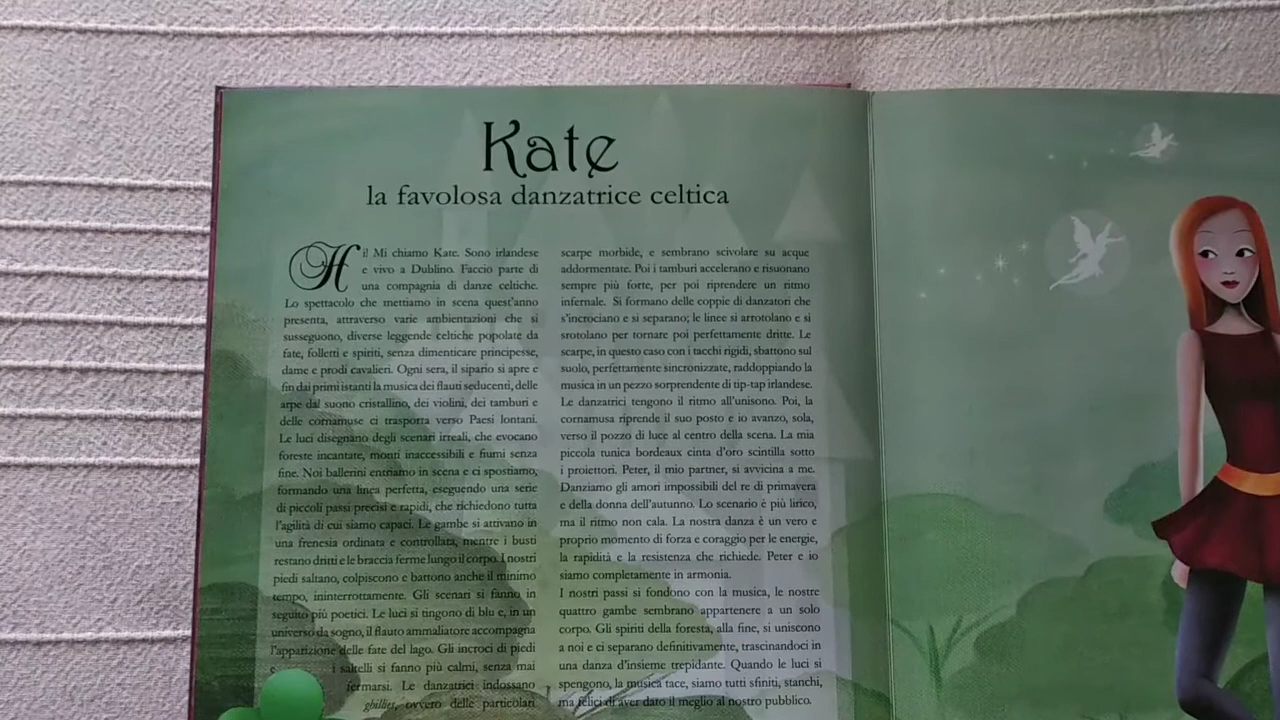 Kate
la favolosa danzatrice celtica
Hi! Mi chiamo Kate. Sono irlandese
e vivo a Dublino. Faccio parte di
una compagnia di danze celtiche.
Lo spettacolo che mettiamo in scena quest'anno
presenta, attraverso varie ambientazioni che si
susseguono, diverse leggende celtiche popolate da
fate, folletti e spiriti, senza dimenticare principesse,
dame e prodi cavalieri. Ogni sera, il sipario si apre e
fin dai primi istanti la musica dei flauti seducenti, delle
arpe dal suono cristallino, dei violini, dei tamburi e
delle cornamuse ci trasporta verso Paesi lontani.
Le luci disegnano degli scenari irreali, che evocano
foreste incantate, monti inaccessibili e fiumi senza
fine. Noi ballerini entriamo in scena e ci spostiamo,
formando una linea perfetta, eseguendo una serie
di piccoli passi precisi e rapidi, che richiedono tutta
l'agilità di cui siamo capaci. Le gambe si attivano in
una frenesia ordinata e controllata, mentre i busti
restano dritti e le braccia ferme lungo il corpo. I nostri
piedi saltano, colpiscono e battono anche il minimo
tempo, ininterrottamente. Gli scenari si fanno in
seguito più poetici. Le luci si tingono di blu e, in un
universo da sogno, il flauto ammaliatore accompagna
l'apparizione delle fate del lago. Gli incroci di piedi
e i saltelli si fanno più calmi, senza mai
fermarsi. Le danzatrici indossano
ghillies, ovvero delle particolari
scarpe morbide, e sembrano scivolare su acque
addormentate. Poi i tamburi accelerano e risuonano
sempre più forte, per poi riprendere un ritmo
infernale. Si formano delle coppie di danzatori che
s'incrociano e si separano; le linee si arrotolano e si
srotolano per tornare poi perfettamente dritte. Le
scarpe, in questo caso con i tacchi rigidi, sbattono sul
suolo, perfettamente sincronizzate, raddoppiando la
musica in un pezzo sorprendente di tip-tap irlandese.
Le danzatrici tengono il ritmo all'unisono. Poi, la
cornamusa riprende il suo posto e io avanzo, sola,
verso il pozzo di luce al centro della scena. La mia
piccola tunica bordeaux cinta d'oro scintilla sotto
i proiettori. Peter, il mio partner, si avvicina a me.
Danziamo gli amori impossibili del re di primavera
e della donna dell'autunno. Lo scenario è più lirico,
ma il ritmo non cala. La nostra danza è un vero e
proprio momento di forza e coraggio per le energie,
la rapidità e la resistenza che richiede. Peter e io
siamo completamente in armonia.
I nostri passi si fondono con la musica, le nostre
quattro gambe sembrano appartenere a un solo
corpo. Gli spiriti della foresta, alla fine, si uniscono
a noi e ci separano definitivamente, trascinandoci in
una danza d'insieme trepidante. Quando le luci si
spengono, la musica tace, siamo tutti sfiniti, stanchi,
ma felici di aver dato il meglio al nostro pubblico.